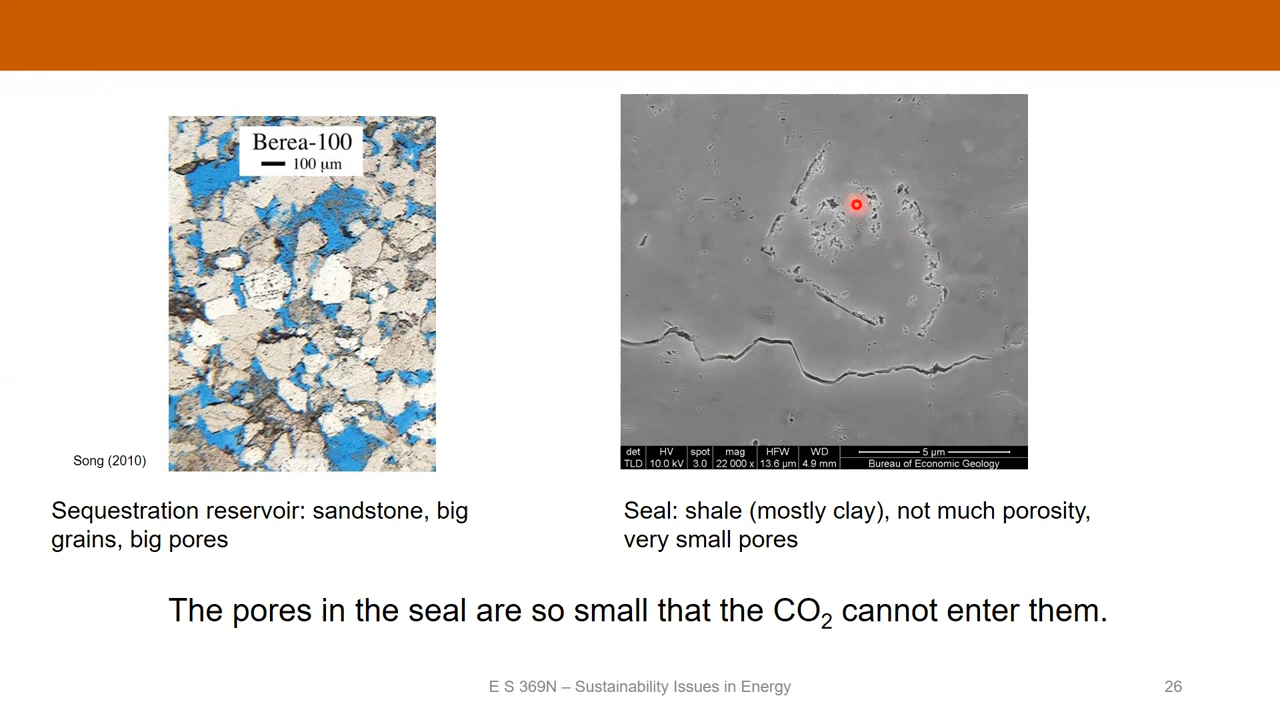 Berea-100
100 µm
Song (2010)
det HV spot mag HFW WD
TLD 10.0 kV 3.0 22 000 x 13.6 µm 4.9 mm
5 µm
Bureau of Economic Geology
Sequestration reservoir: sandstone, big
grains, big pores
Seal: shale (mostly clay), not much porosity,
very small pores
The pores in the seal are so small that the CO₂ cannot enter them.
E S 369N – Sustainability Issues in Energy
26